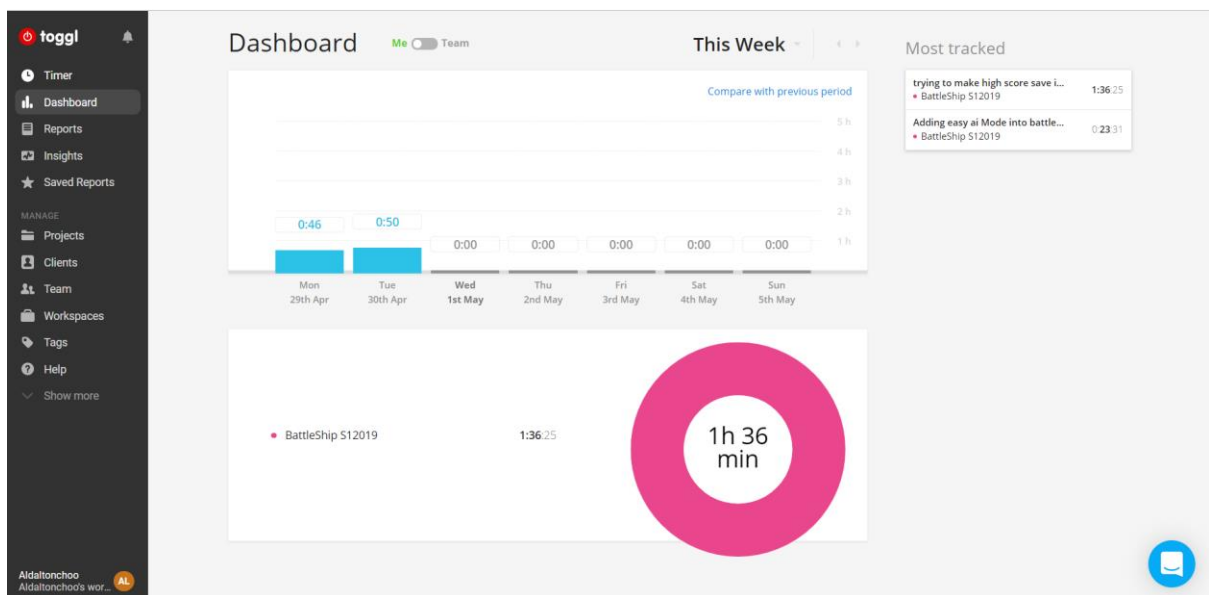 toggl
Timer
Dashboard
Reports
Insights
Saved Reports
MANAGE
Projects
Clients
Team
Workspaces
Tags
Help
Show more
Aldaltonchoo
Aldaltonchoo's wor...
AL
Dashboard
Me
Team
This Week
Compare with previous period
5 h
4 h
3 h
2 h
1 h
0:46
0:50
0:00
0:00
0:00
0:00
0:00
Mon
29th Apr
Tue
30th Apr
Wed
1st May
Thu
2nd May
Fri
3rd May
Sat
4th May
Sun
5th May
BattleShip S12019
1:36:25
1h 36
min
Most tracked
trying to make high score save i...
1:36:25
BattleShip S12019
Adding easy ai Mode into battle...
0:23:31
BattleShip S12019